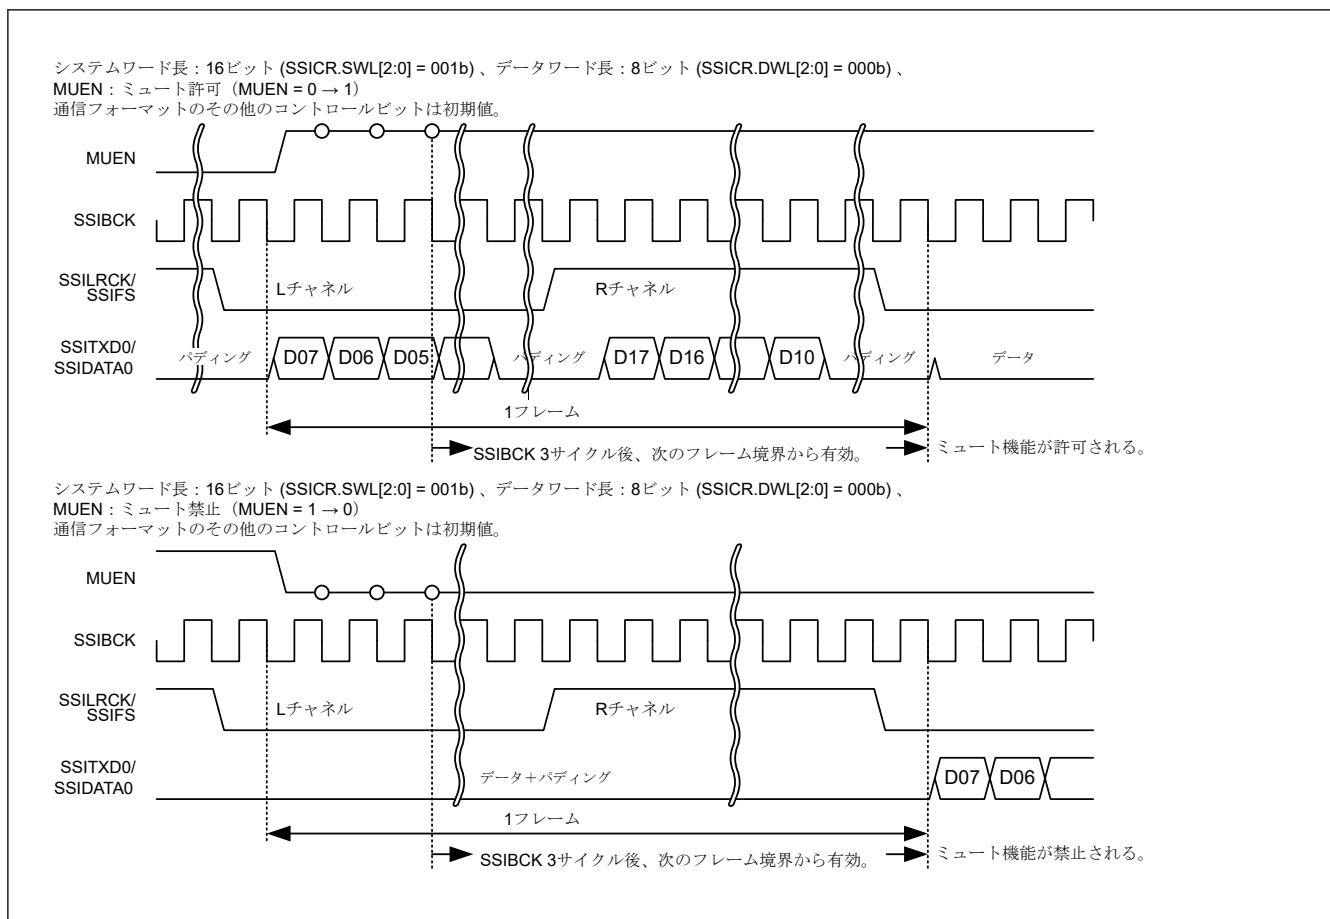 システムワード長：16ビット (SSICR.SWL[2:0] = 001b) 、データワード長：8ビット (SSICR.DWL[2:0] = 000b) 、
MUEN：ミュート許可（MUEN = 0 → 1）
通信フォーマットのその他のコントロールビットは初期値。
MUEN
SSIBCK
SSILRCK/
SSIFS
Lチャネル
Rチャネル
SSITXD0/
SSIDATA0
パディング
D07
D06
D05
パディング
D17
D16
D10
パディング
データ
1フレーム
SSIBCK 3サイクル後、次のフレーム境界から有効。
ミュート機能が許可される。
システムワード長：16ビット (SSICR.SWL[2:0] = 001b) 、データワード長：8ビット (SSICR.DWL[2:0] = 000b) 、
MUEN：ミュート禁止（MUEN = 1 → 0）
通信フォーマットのその他のコントロールビットは初期値。
MUEN
SSIBCK
SSILRCK/
SSIFS
Lチャネル
Rチャネル
SSITXD0/
SSIDATA0
データ＋パディング
D07
D06
1フレーム
SSIBCK 3サイクル後、次のフレーム境界から有効。
ミュート機能が禁止される。